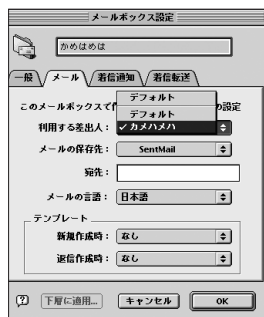 メールボックス設定
かめはめは
一般 メール 着信通知 着信転送
このメールボックスで の設定
デフォルト
デフォルト
利用する差出人： ✓カメハメハ
メールの保存先： SentMail
宛先：
メールの言語： 日本語
テンプレート
新規作成時： なし
返信作成時： なし
? 下層に適用... キャンセル OK